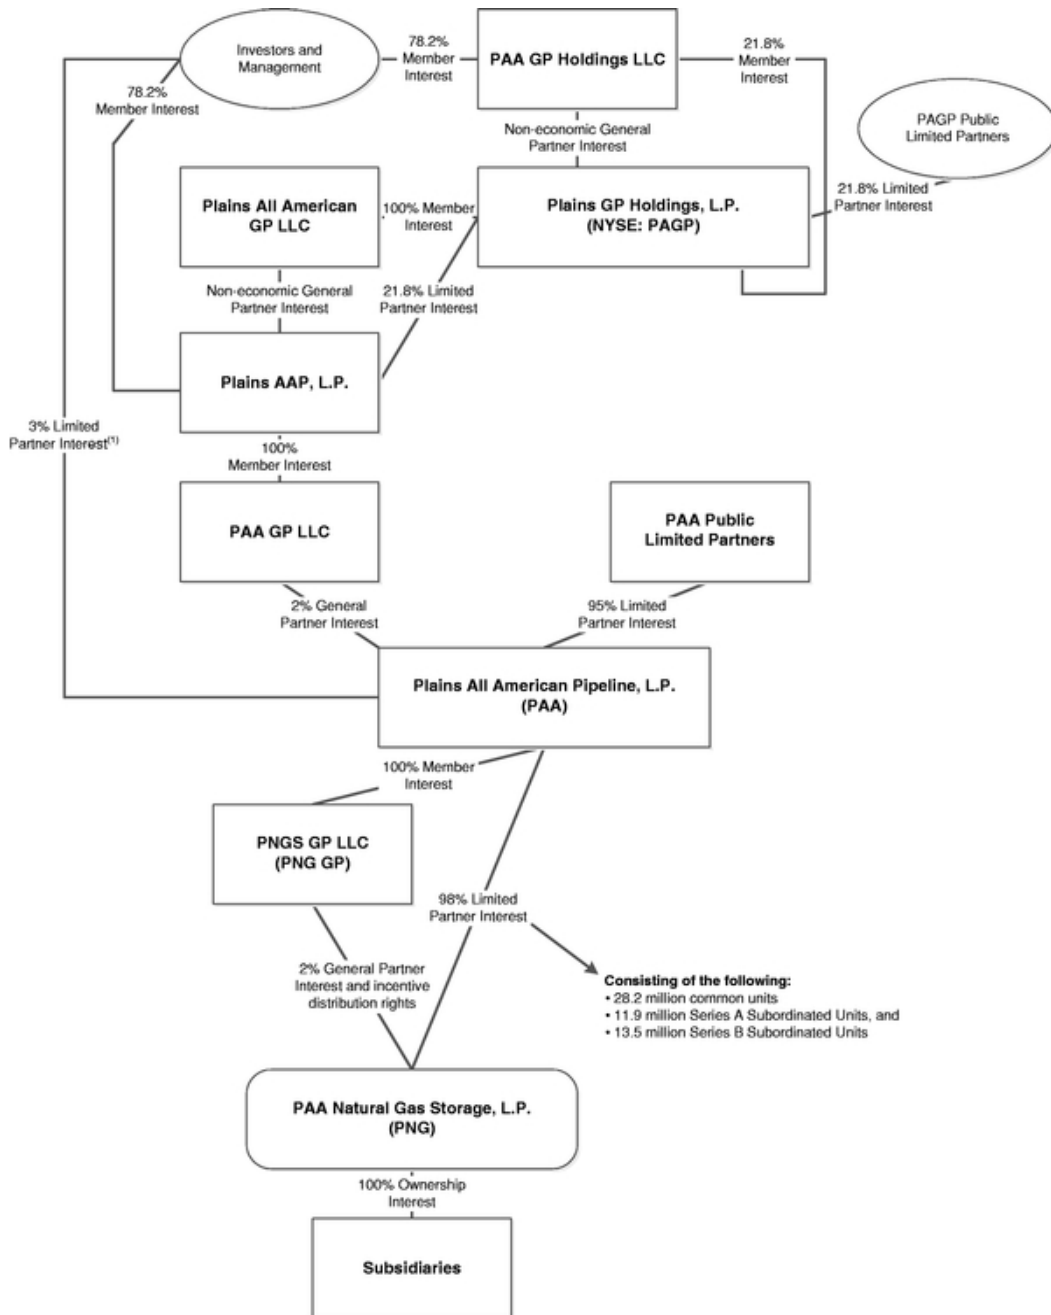 Investors and
Management
78.2%
Member
Interest
PAA GP Holdings LLC
21.8%
Member
Interest
78.2%
Member Interest
PAGP Public
Limited Partners
Non-economic General
Partner Interest
21.8% Limited
Partner Interest
Plains All American
GP LLC
100% Member
Interest
Plains GP Holdings, L.P.
(NYSE: PAGP)
Non-economic General
Partner Interest
21.8% Limited
Partner Interest
Plains AAP, L.P.
3% Limited
Partner Interest(1)
100%
Member Interest
PAA GP LLC
PAA Public
Limited Partners
2% General
Partner Interest
95% Limited
Partner Interest
Plains All American Pipeline, L.P.
(PAA)
100% Member
Interest
PNGS GP LLC
(PNG GP)
98% Limited
Partner Interest
2% General Partner
Interest and incentive
distribution rights
Consisting of the following:
• 28.2 million common units
• 11.9 million Series A Subordinated Units, and
• 13.5 million Series B Subordinated Units
PAA Natural Gas Storage, L.P.
(PNG)
100% Ownership
Interest
Subsidiaries